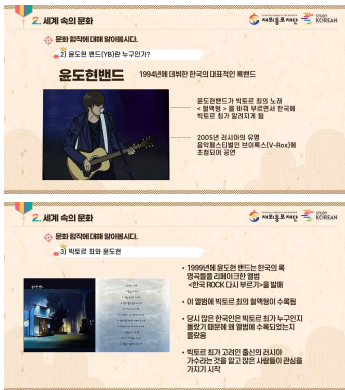 2. 세계 속의 문화
재외동포재단
STUDY KOREAN
문화 합작에 대해 알아봅시다.
2) 윤도현 밴드(YB)란 누구인가?
윤도현밴드
1994년에 데뷔한 한국의 대표적인 록밴드
윤도현밴드가 빅토르 최의 노래
< 혈액형 > 을 바꿔 부르면서 한국에
빅토르 최가 알려지게 됨
2005년 러시아의 유명
음악페스티벌인 브이록스(V-Rox)에
초청되어 공연
2. 세계 속의 문화
재외동포재단
STUDY KOREAN
문화 합작에 대해 알아봅시다.
3) 빅토르 최와 윤도현
• 1999년에 윤도현 밴드는 한국의 록
명곡들을 리메이크한 앨범
<한국 ROCK 다시 부르기>을 발매
• 이 앨범에 빅토르 최의 혈액형이 수록됨
• 당시 많은 한국인은 빅토르 최가 누구인지
몰랐기 때문에 왜 앨범에 수록되었는지
몰랐음
• 빅토르 최가 고려인 출신의 러시아
가수라는 것을 알고 많은 사람들이 관심을
가지기 시작